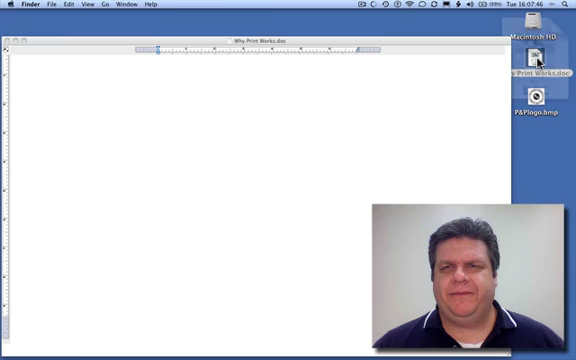 Finder File Edit View Go Window Help
(99%) Tue 16:07:46
Why Print Works.doc
Macintosh HD
y Print Works.doc
P&Plogo.bmp